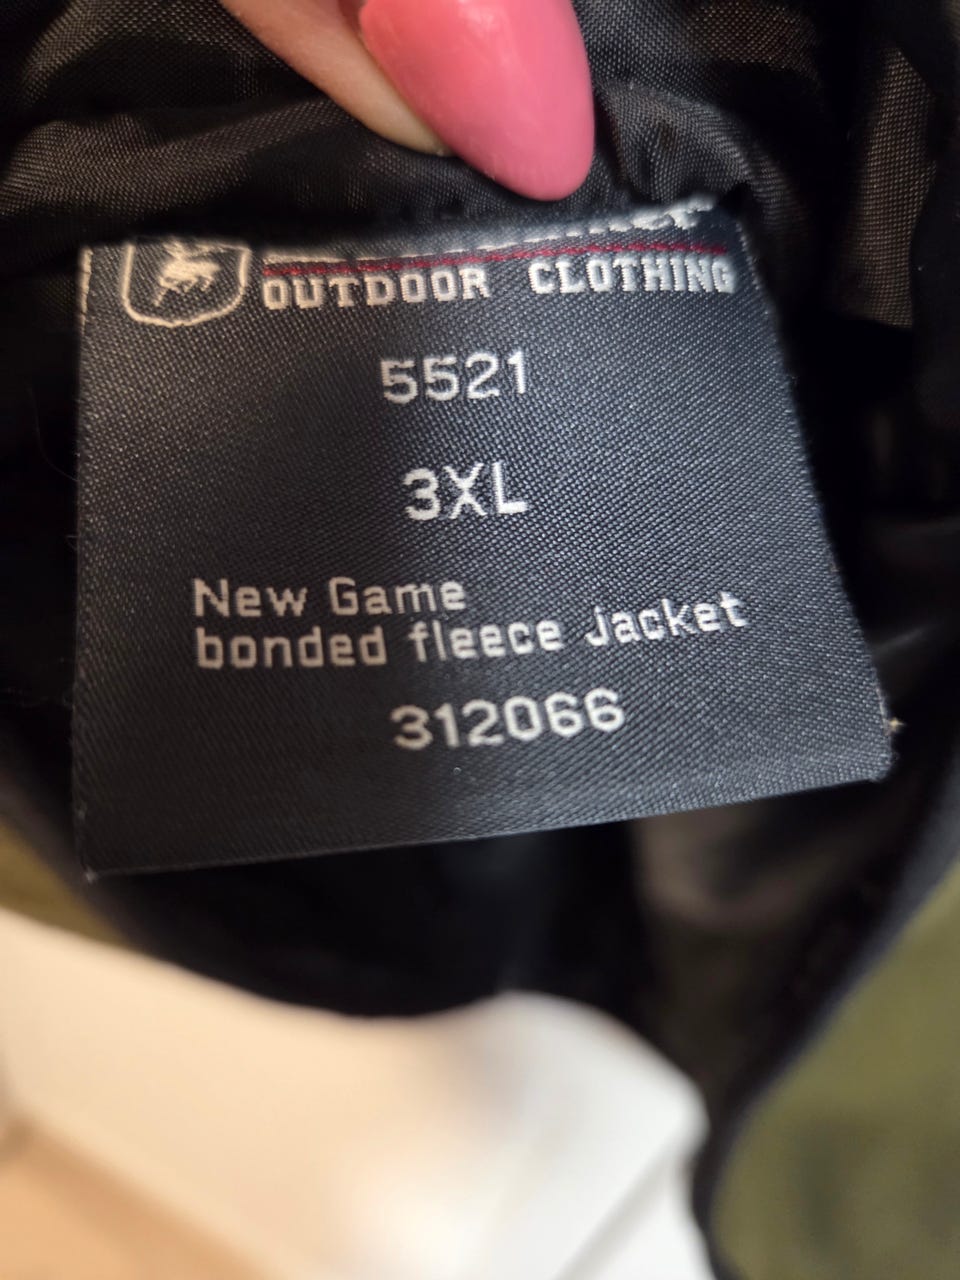 OUTDOOR CLOTHING
5521
3XL
New Game
bonded fleece jacket
312066